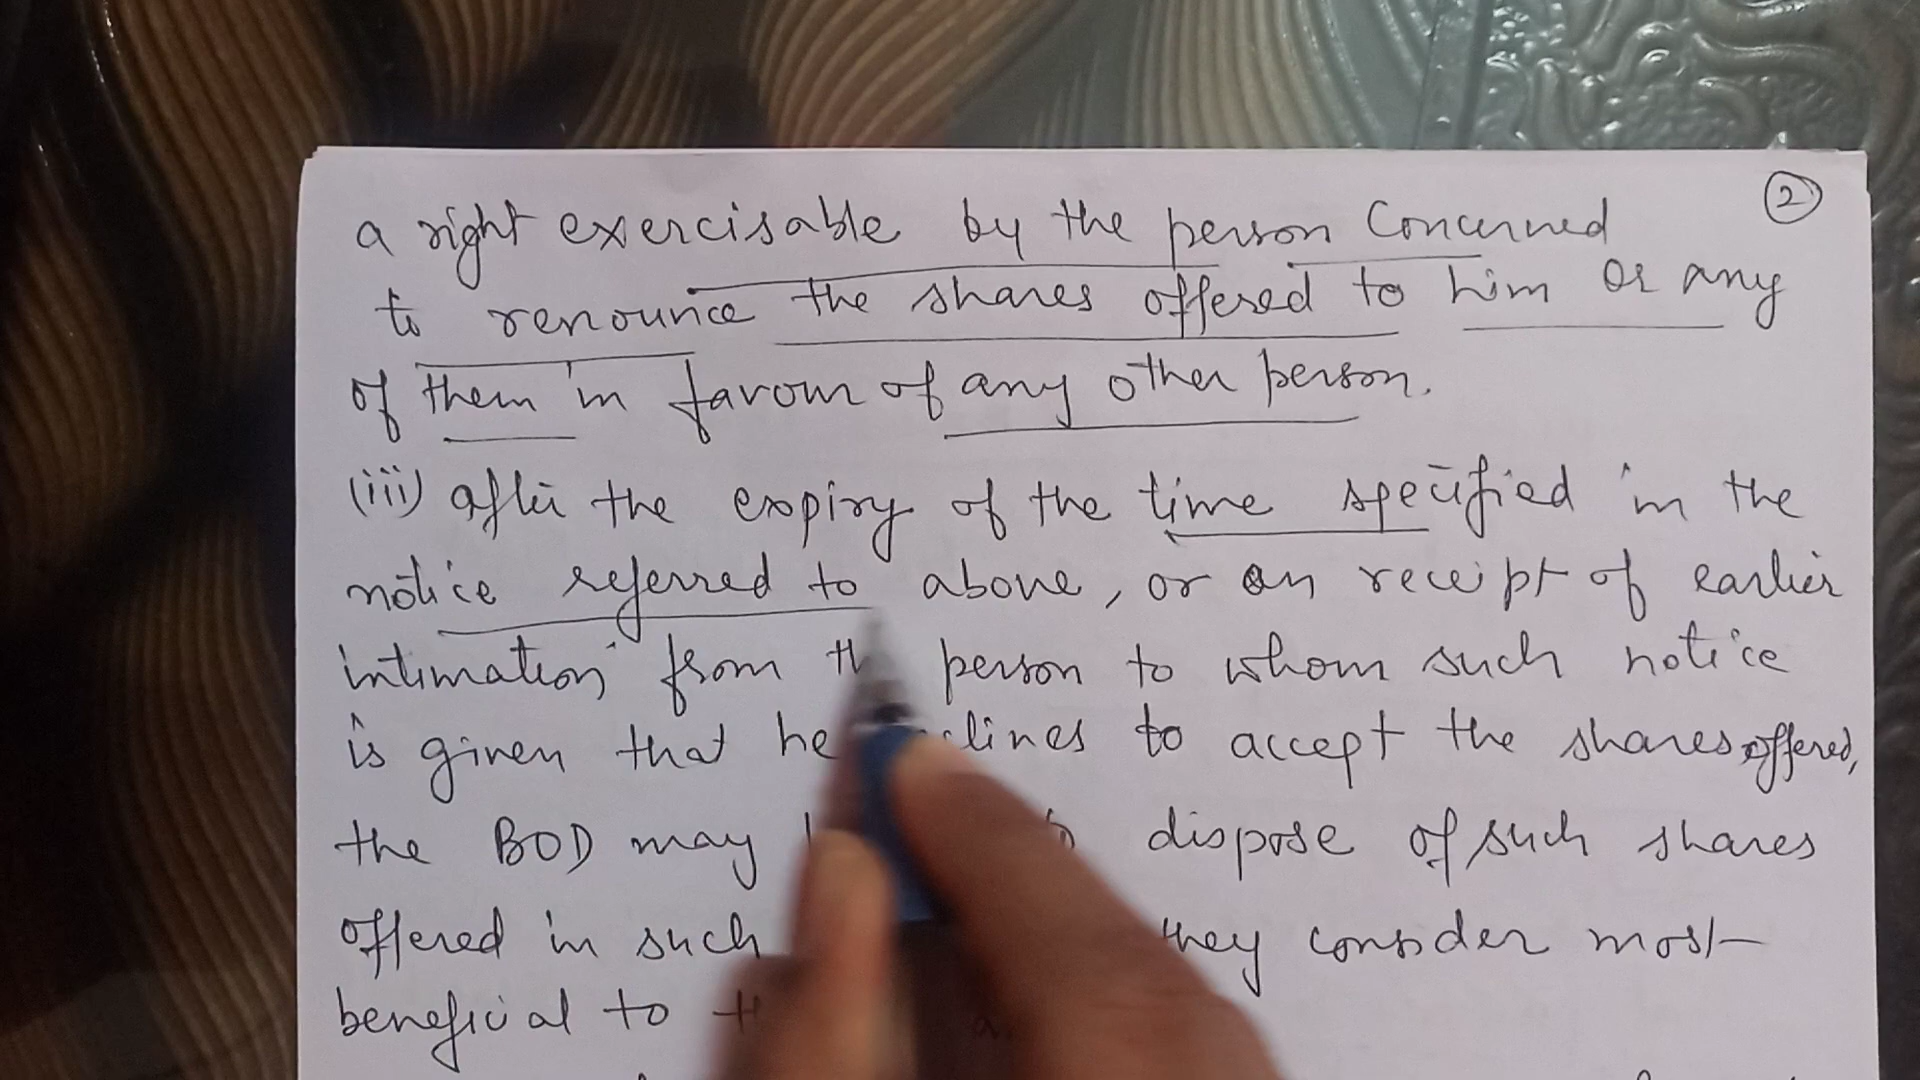 ②
a right exercisable by the person concerned
to renounce the shares offered to him or any
of them in favour of any other person.
(iii) after the expiry of the time specified in the
notice referred to above, or on receipt of earlier
intimation from the person to whom such notice
is given that he to accept the shares offered,
the BOD may dispose of such shares
offered in such they consider most
beneficial to